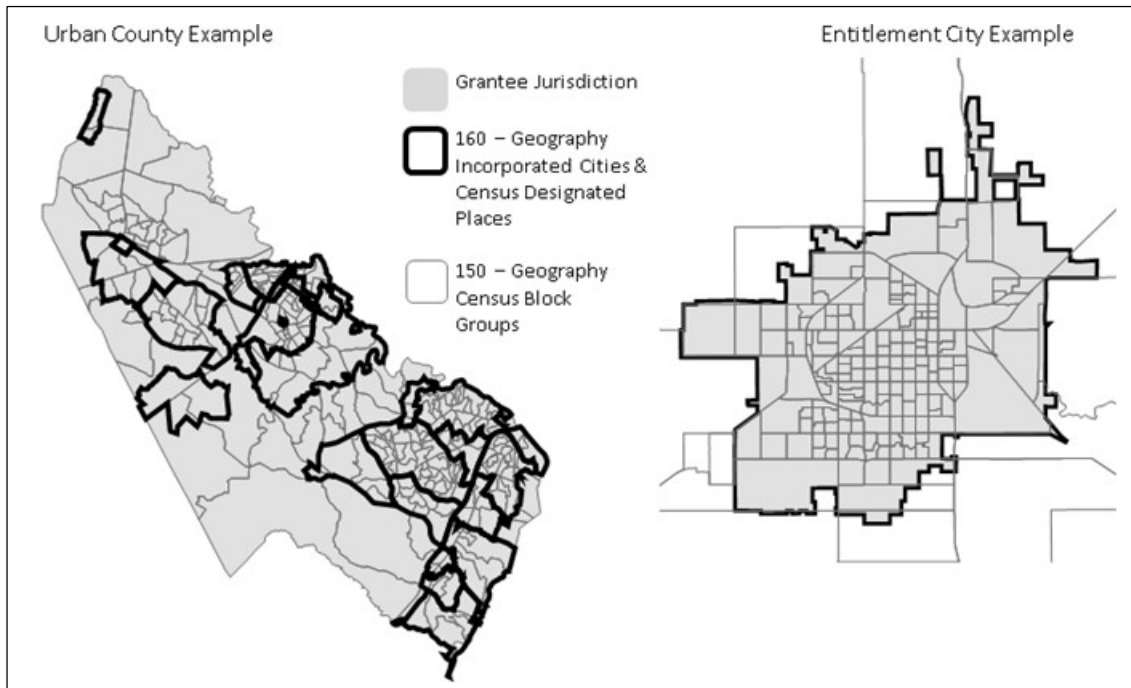 Urban County Example
Entitlement City Example
Grantee Jurisdiction
160 – Geography
Incorporated Cities &
Census Designated
Places
150 – Geography
Census Block
Groups